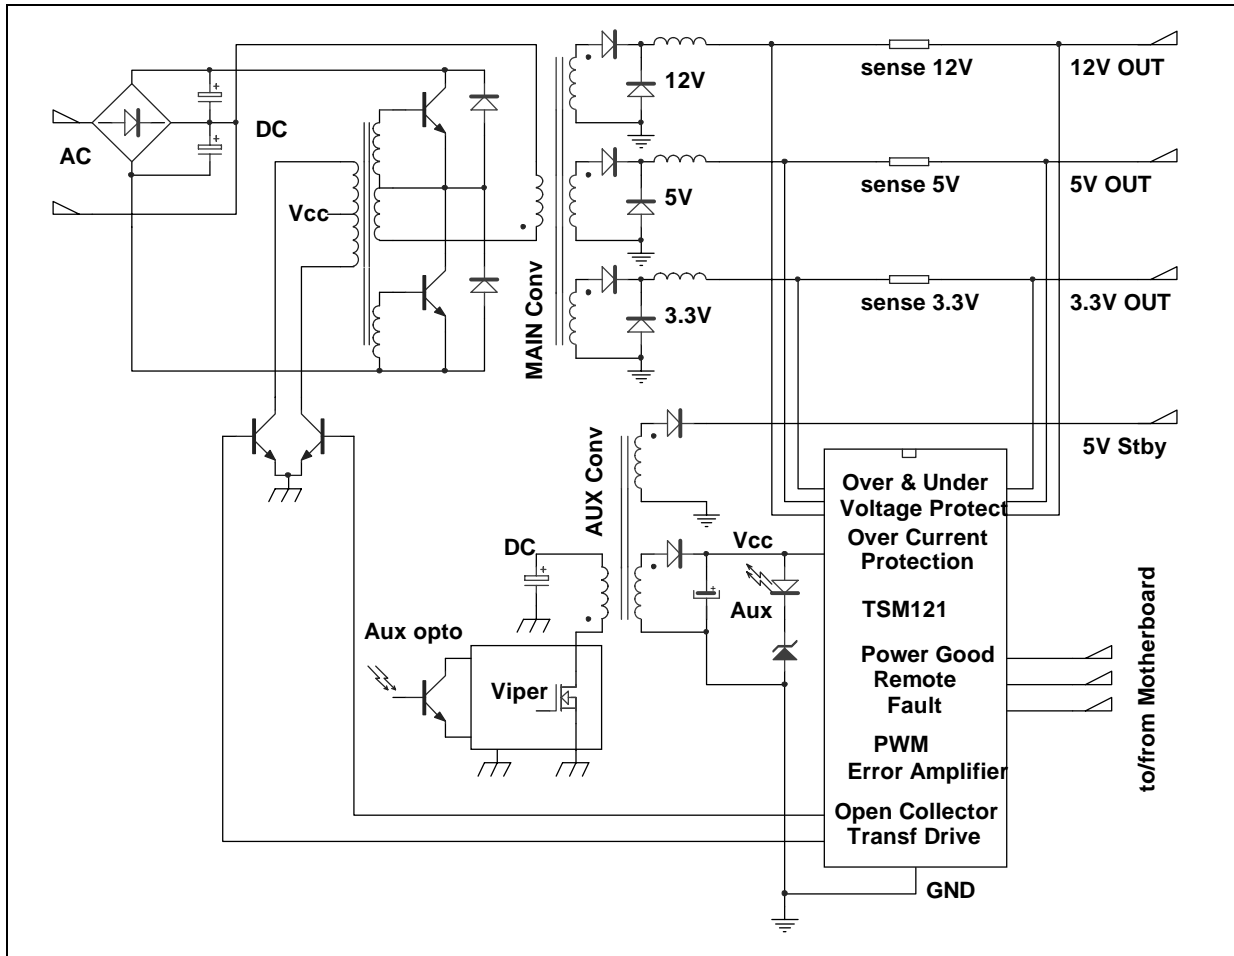 12V
sense 12V
12V OUT
DC
AC
5V
sense 5V
5V OUT
Vcc
MAIN Conv
3.3V
sense 3.3V
3.3V OUT
AUX Conv
5V Stby
Over & Under
Voltage Protect
Over Current
Protection
Vcc
DC
Aux
TSM121
Aux opto
Viper
Power Good
Remote
Fault
to/from Motherboard
PWM
Error Amplifier
Open Collector
Transf Drive
GND